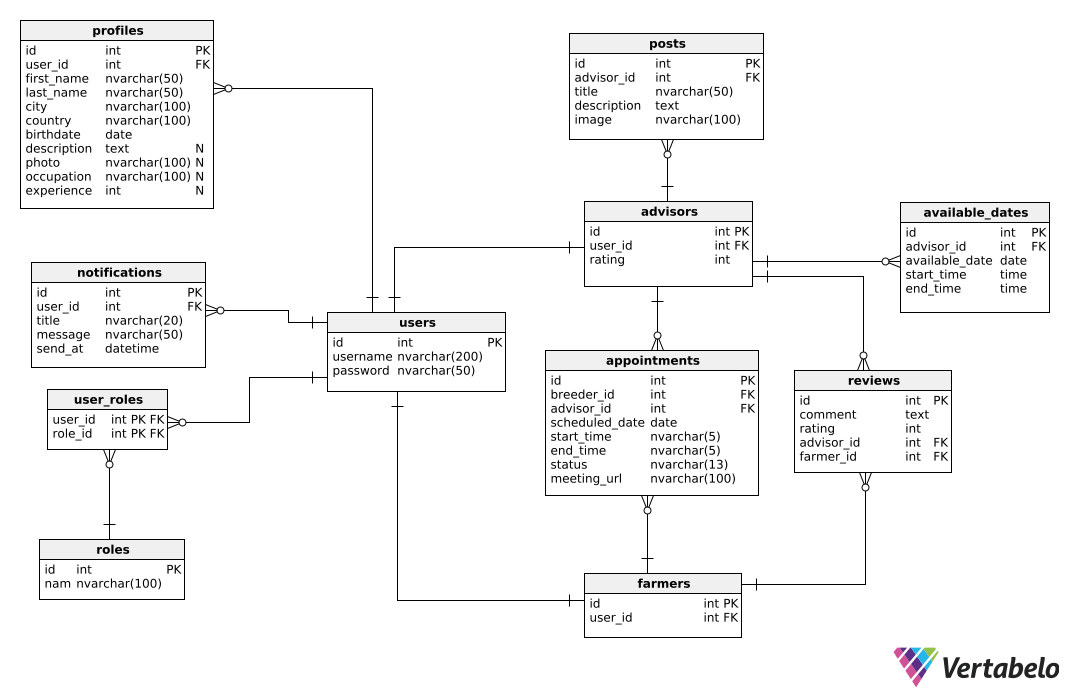 profiles
id int PK
user_id int FK
first_name nvarchar(50)
last_name nvarchar(50)
city nvarchar(100)
country nvarchar(100)
birthdate date
description text N
photo nvarchar(100) N
occupation nvarchar(100) N
experience int N
posts
id int PK
advisor_id int FK
title nvarchar(50)
description text
image nvarchar(100)
advisors
id int PK
user_id int FK
rating int
available_dates
id int PK
advisor_id int FK
available_date date
start_time time
end_time time
notifications
id int PK
user_id int FK
title nvarchar(20)
message nvarchar(50)
send_at datetime
users
id int PK
username nvarchar(200)
password nvarchar(50)
appointments
id int PK
breeder_id int FK
advisor_id int FK
scheduled_date date
start_time nvarchar(5)
end_time nvarchar(5)
status nvarchar(13)
meeting_url nvarchar(100)
reviews
id int PK
comment text
rating int
advisor_id int FK
farmer_id int FK
user_roles
user_id int PK FK
role_id int PK FK
roles
id int PK
nam nvarchar(100)
farmers
id int PK
user_id int FK
Vertabelo